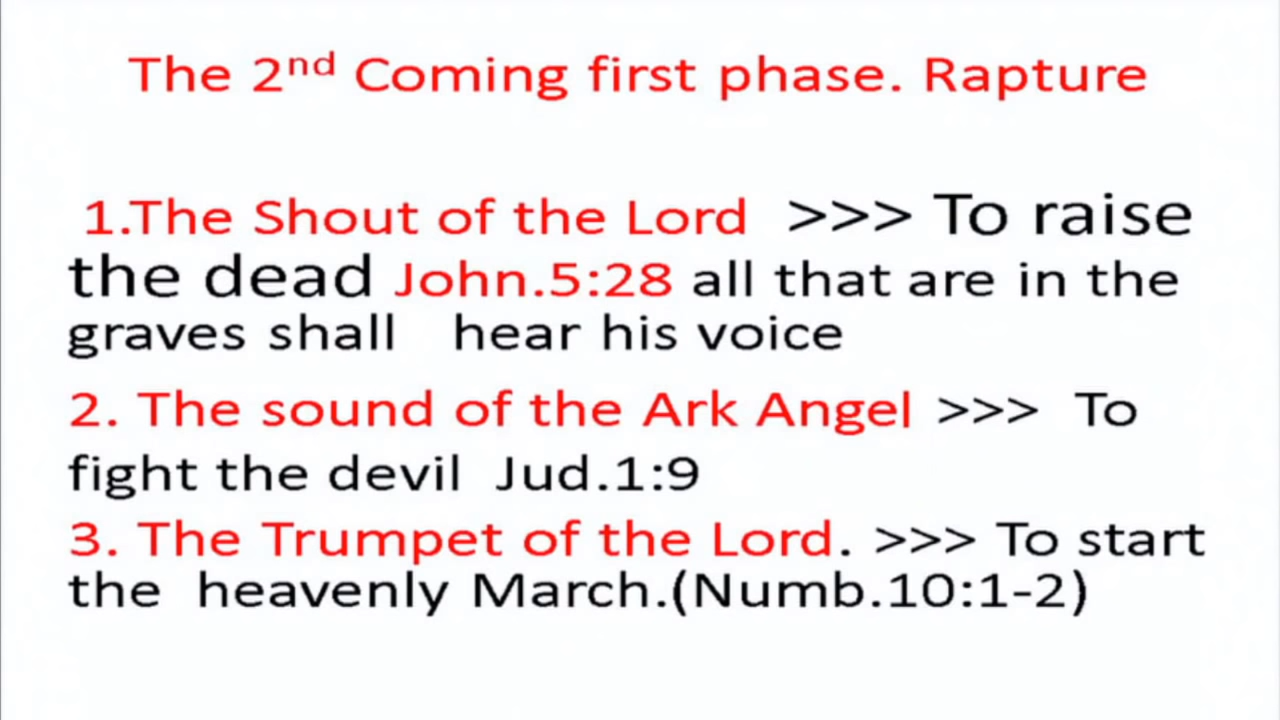 The 2nd Coming first phase. Rapture
1.The Shout of the Lord >>> To raise
the dead John.5:28 all that are in the
graves shall hear his voice
2. The sound of the Ark Angel >>> To
fight the devil Jud.1:9
3. The Trumpet of the Lord. >>> To start
the heavenly March.(Numb.10:1-2)